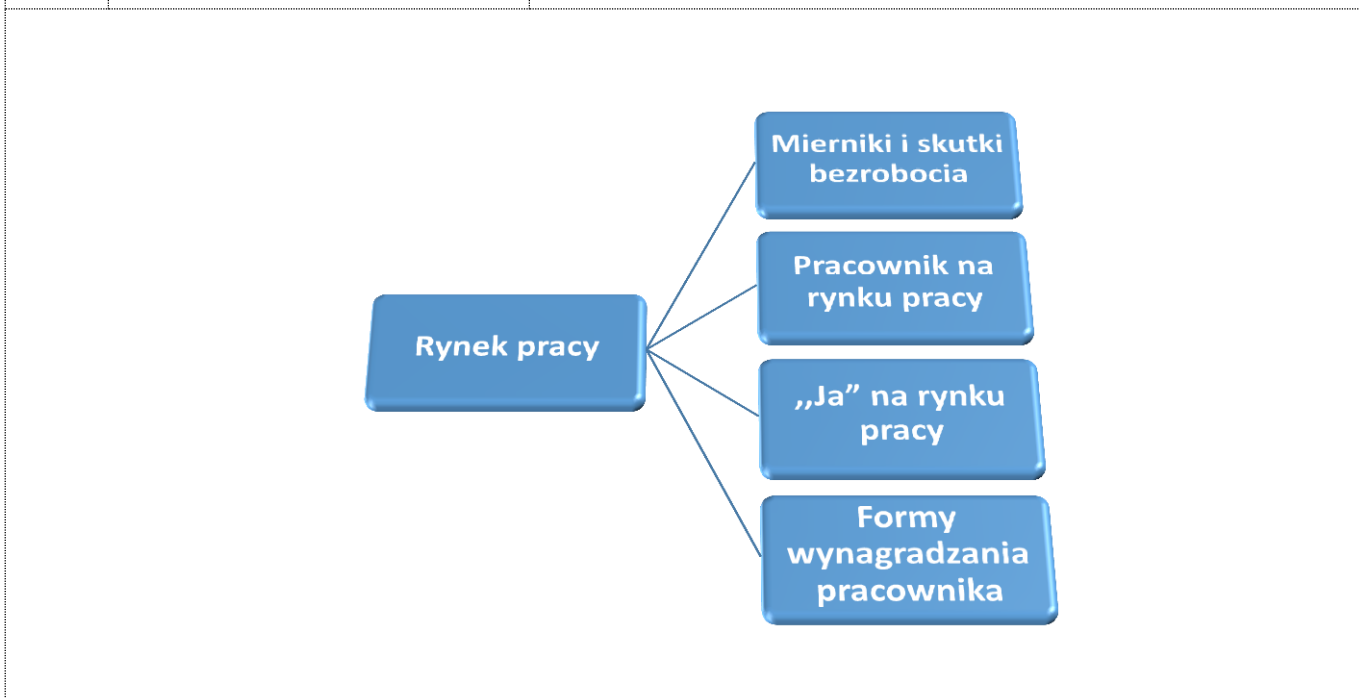 Rynek pracy
Mierniki i skutki
bezrobocia
Pracownik na
rynku pracy
,,Ja” na rynku
pracy
Formy
wynagradzania
pracownika